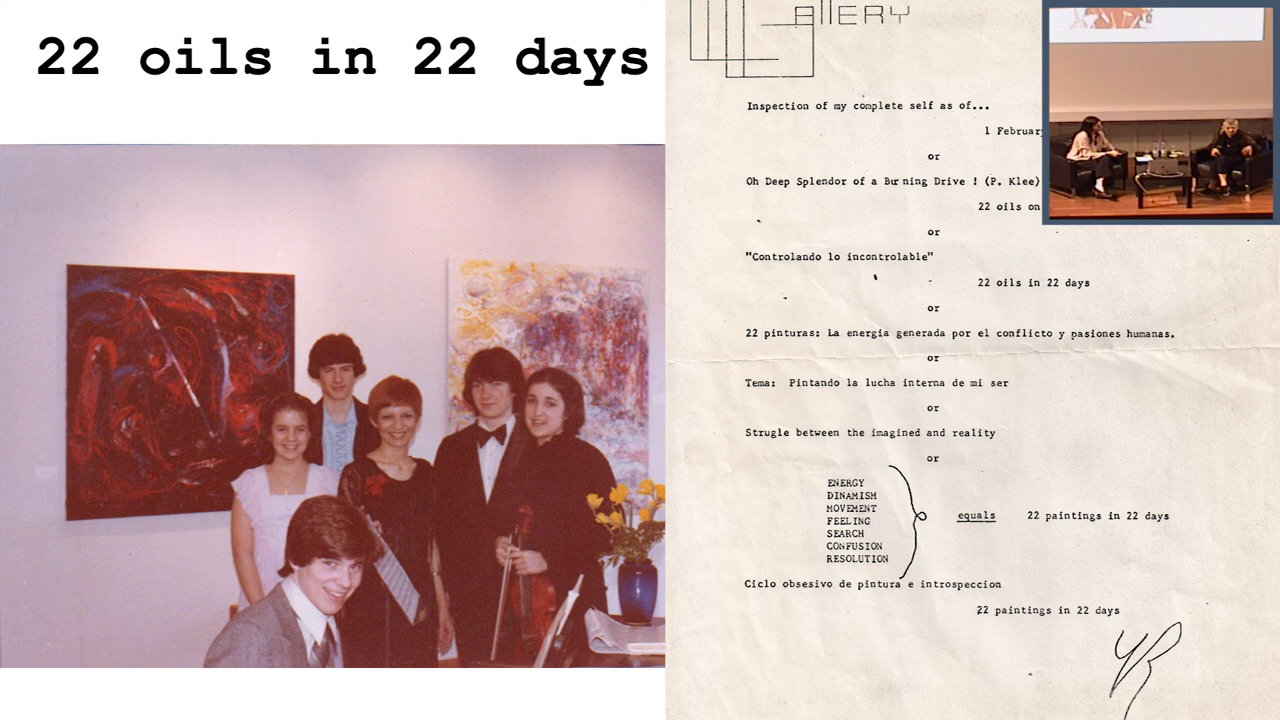 22 oils in 22 days
GAllERY
Inspection of my complete self as of...
1 February
or
Oh Deep Splendor of a Burning Drive ! (P. Klee)
22 oils on
or
"Controlando lo incontrolable"
22 oils in 22 days
or
22 pinturas: La energia generada por el conflicto y pasiones humanas.
or
Tema: Pintando la lucha interna de mi ser
or
Strugle between the imagined and reality
or
ENERGY
DINAMISM
MOVEMENT
FEELING
SEARCH
CONFUSION
RESOLUTION
equals 22 paintings in 22 days
Ciclo obsesivo de pintura e introspeccion
22 paintings in 22 days